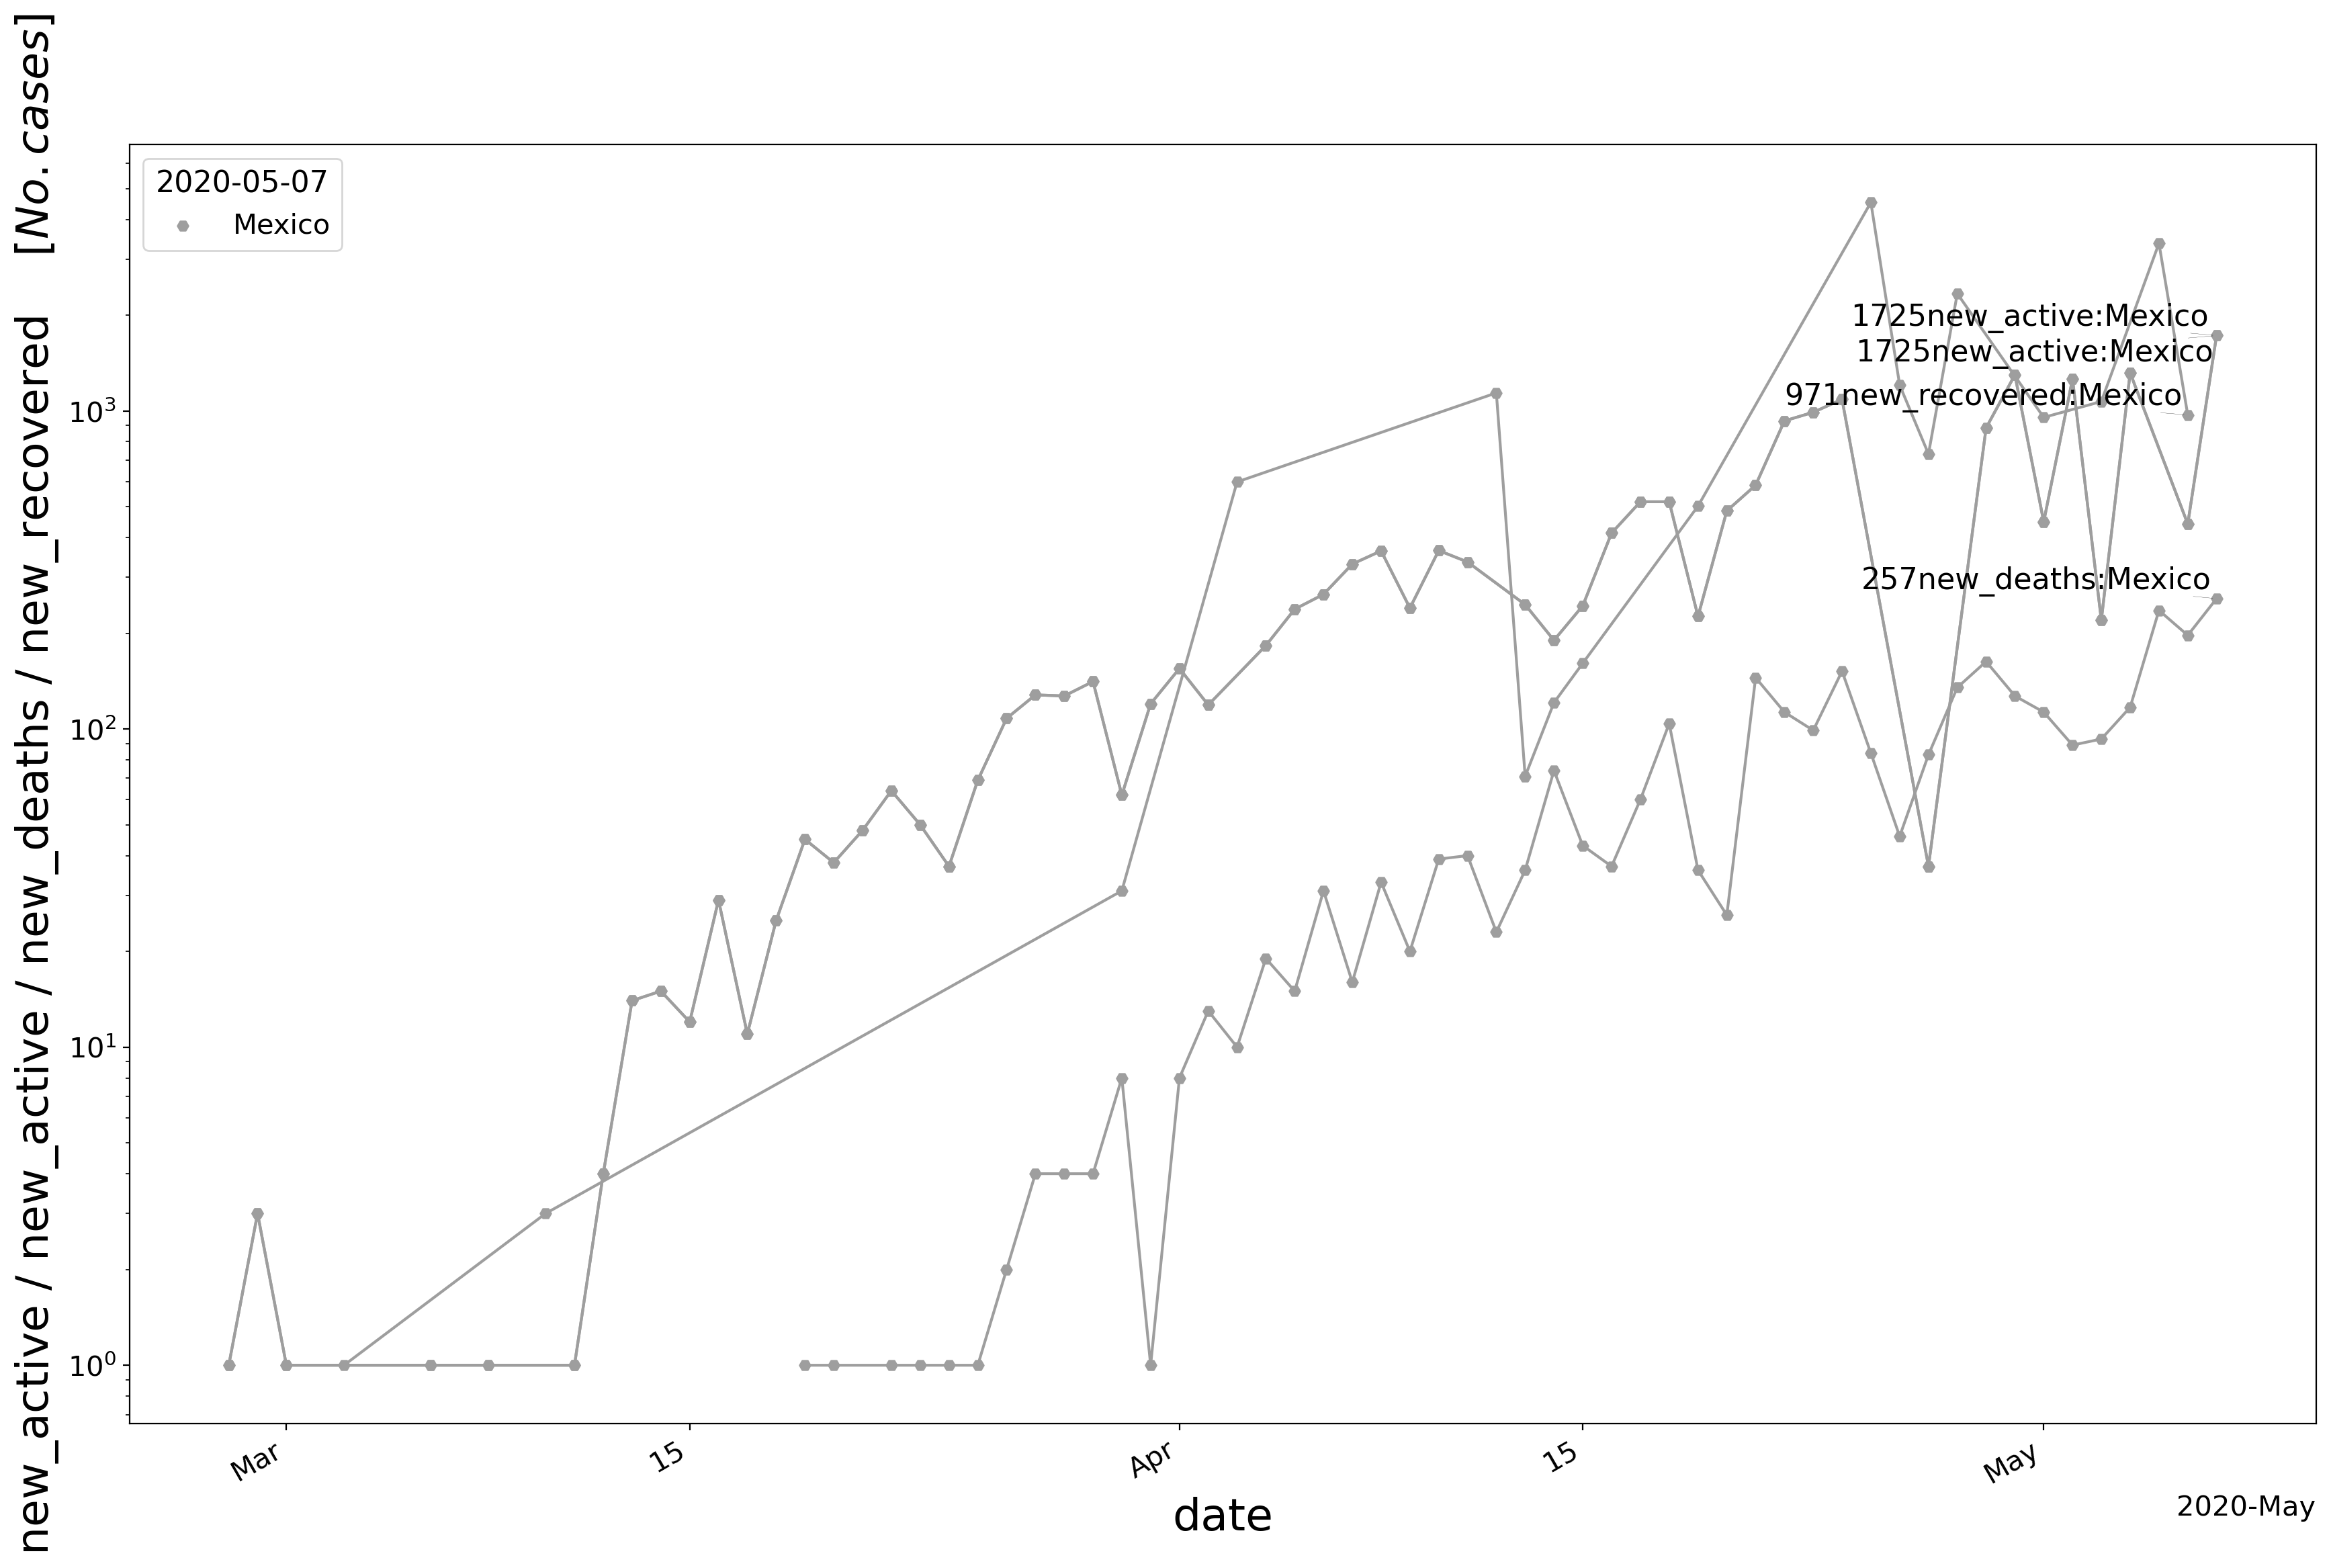 new_active / new_active / new_deaths / new_recovered [No. cases]
2020-05-07
Mexico
1725new_active:Mexico
1725new_active:Mexico
971new_recovered:Mexico
257new_deaths:Mexico
10³
10²
10¹
10⁰
Mar
15
Apr
15
May
date
2020-May